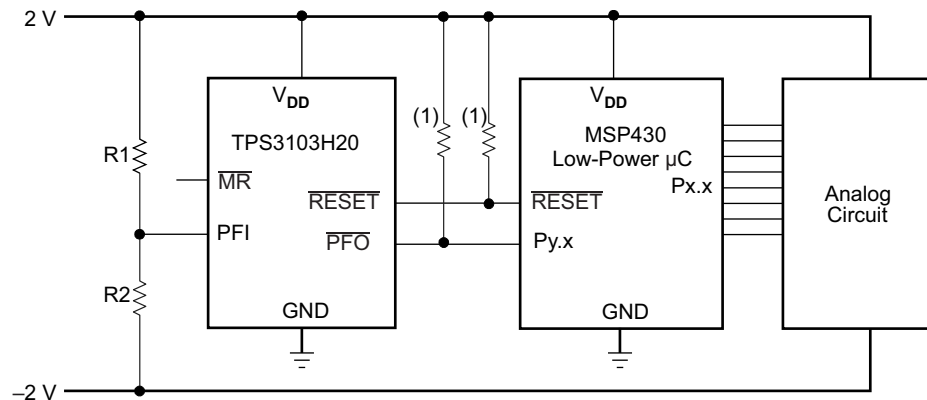 2 V
V_DD
TPS3103H20
R1
MR
RESET
PFI
PFO
R2
GND
(1)
(1)
V_DD
MSP430
Low-Power µC
Px.x
RESET
Py.x
GND
Analog
Circuit
–2 V